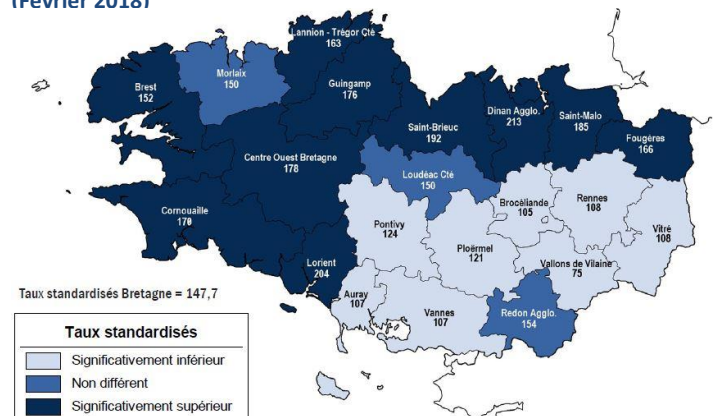 (Février 2018)
Lannion - Trégor Cté
163
Morlaix
150
Brest
152
Guingamp
176
Saint-Brieuc
192
Dinan Agglo.
213
Saint-Malo
185
Fougères
166
Centre Ouest Bretagne
178
Loudéac Cté
150
Cornouaille
170
Pontivy
124
Brocéliande
105
Rennes
108
Vitré
108
Ploërmel
121
Vallons de Vilaine
75
Lorient
204
Auray
107
Vannes
107
Redon Agglo.
154
Taux standardisés Bretagne = 147,7
Taux standardisés
Significativement inférieur
Non différent
Significativement supérieur